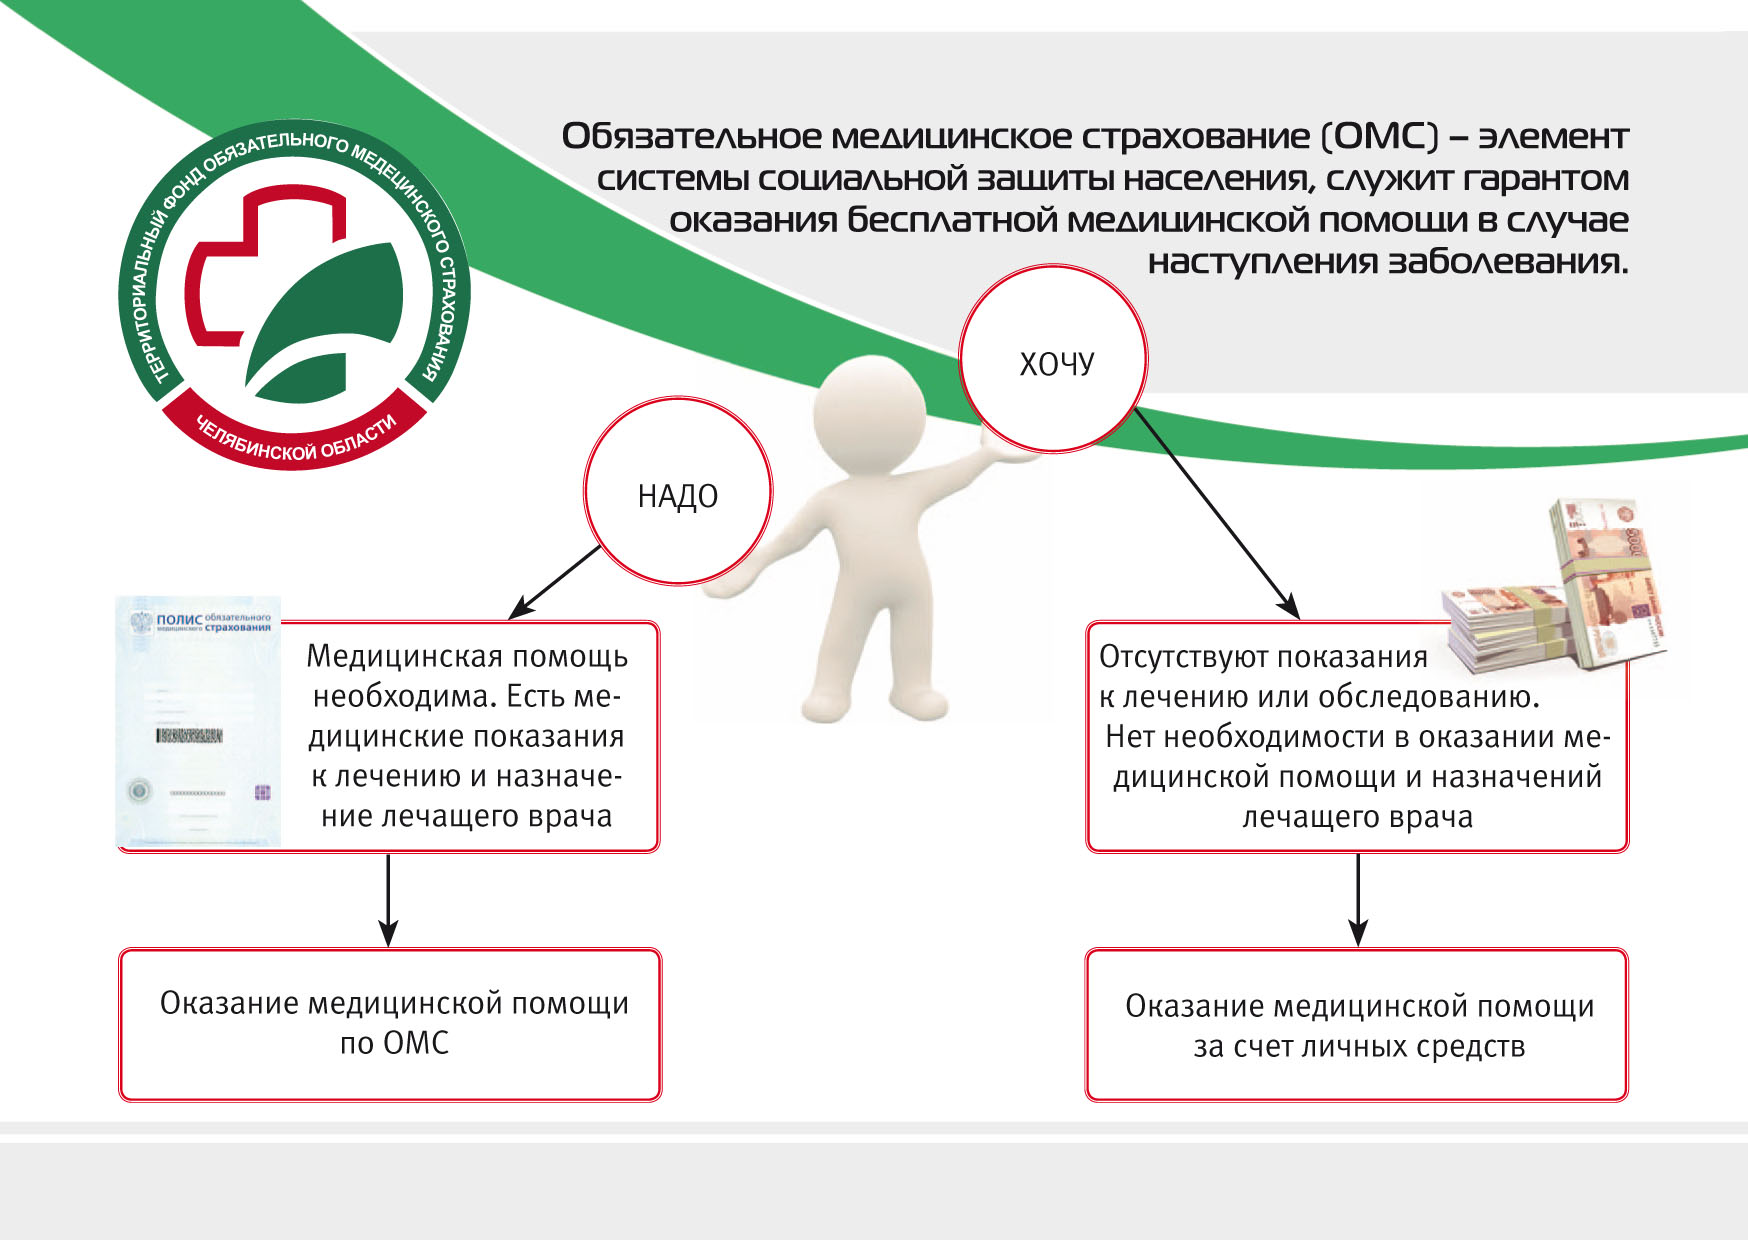 Обязательное медицинское страхование (ОМС) – элемент
системы социальной защиты населения, служит гарантом
оказания бесплатной медицинской помощи в случае
наступления заболевания.
ТЕРРИТОРИАЛЬНЫЙ ФОНД ОБЯЗАТЕЛЬНОГО МЕДЕЦИНСКОГО СТРАХОВАНИЯ
ЧЕЛЯБИНСКОЙ ОБЛАСТИ
ХОЧУ
НАДО
ПОЛИС обязательного
медицинского страхования
Медицинская помощь
необходима. Есть ме-
дицинские показания
к лечению и назначе-
ние лечащего врача
Отсутствуют показания
к лечению или обследованию.
Нет необходимости в оказании ме-
дицинской помощи и назначений
лечащего врача
Оказание медицинской помощи
по ОМС
Оказание медицинской помощи
за счет личных средств